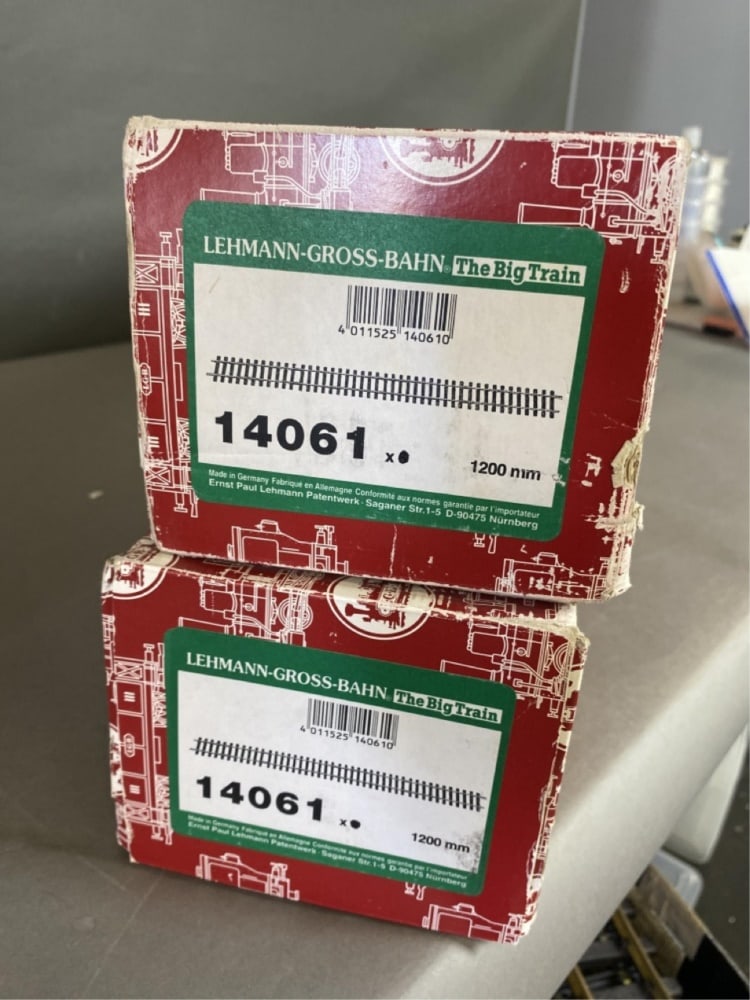 LEHMANN-GROSS-BAHN® The Big Train
4 011525 140610
14061 x●
1200 mm
Made in Germany Fabriqué en Allemagne Conformité aux normes garantie par l'importateur
Ernst Paul Lehmann Patentwerk · Saganer Str.1-5 D-90475 Nürnberg
LGB
LEHMANN-GROSS-BAHN® The Big Train
4 011525 140610
14061 x●
1200 mm
Made in Germany Fabriqué en Allemagne Conformité aux normes garantie par l'importateur
Ernst Paul Lehmann Patentwerk · Saganer Str.1-5 D-90475 Nürnberg